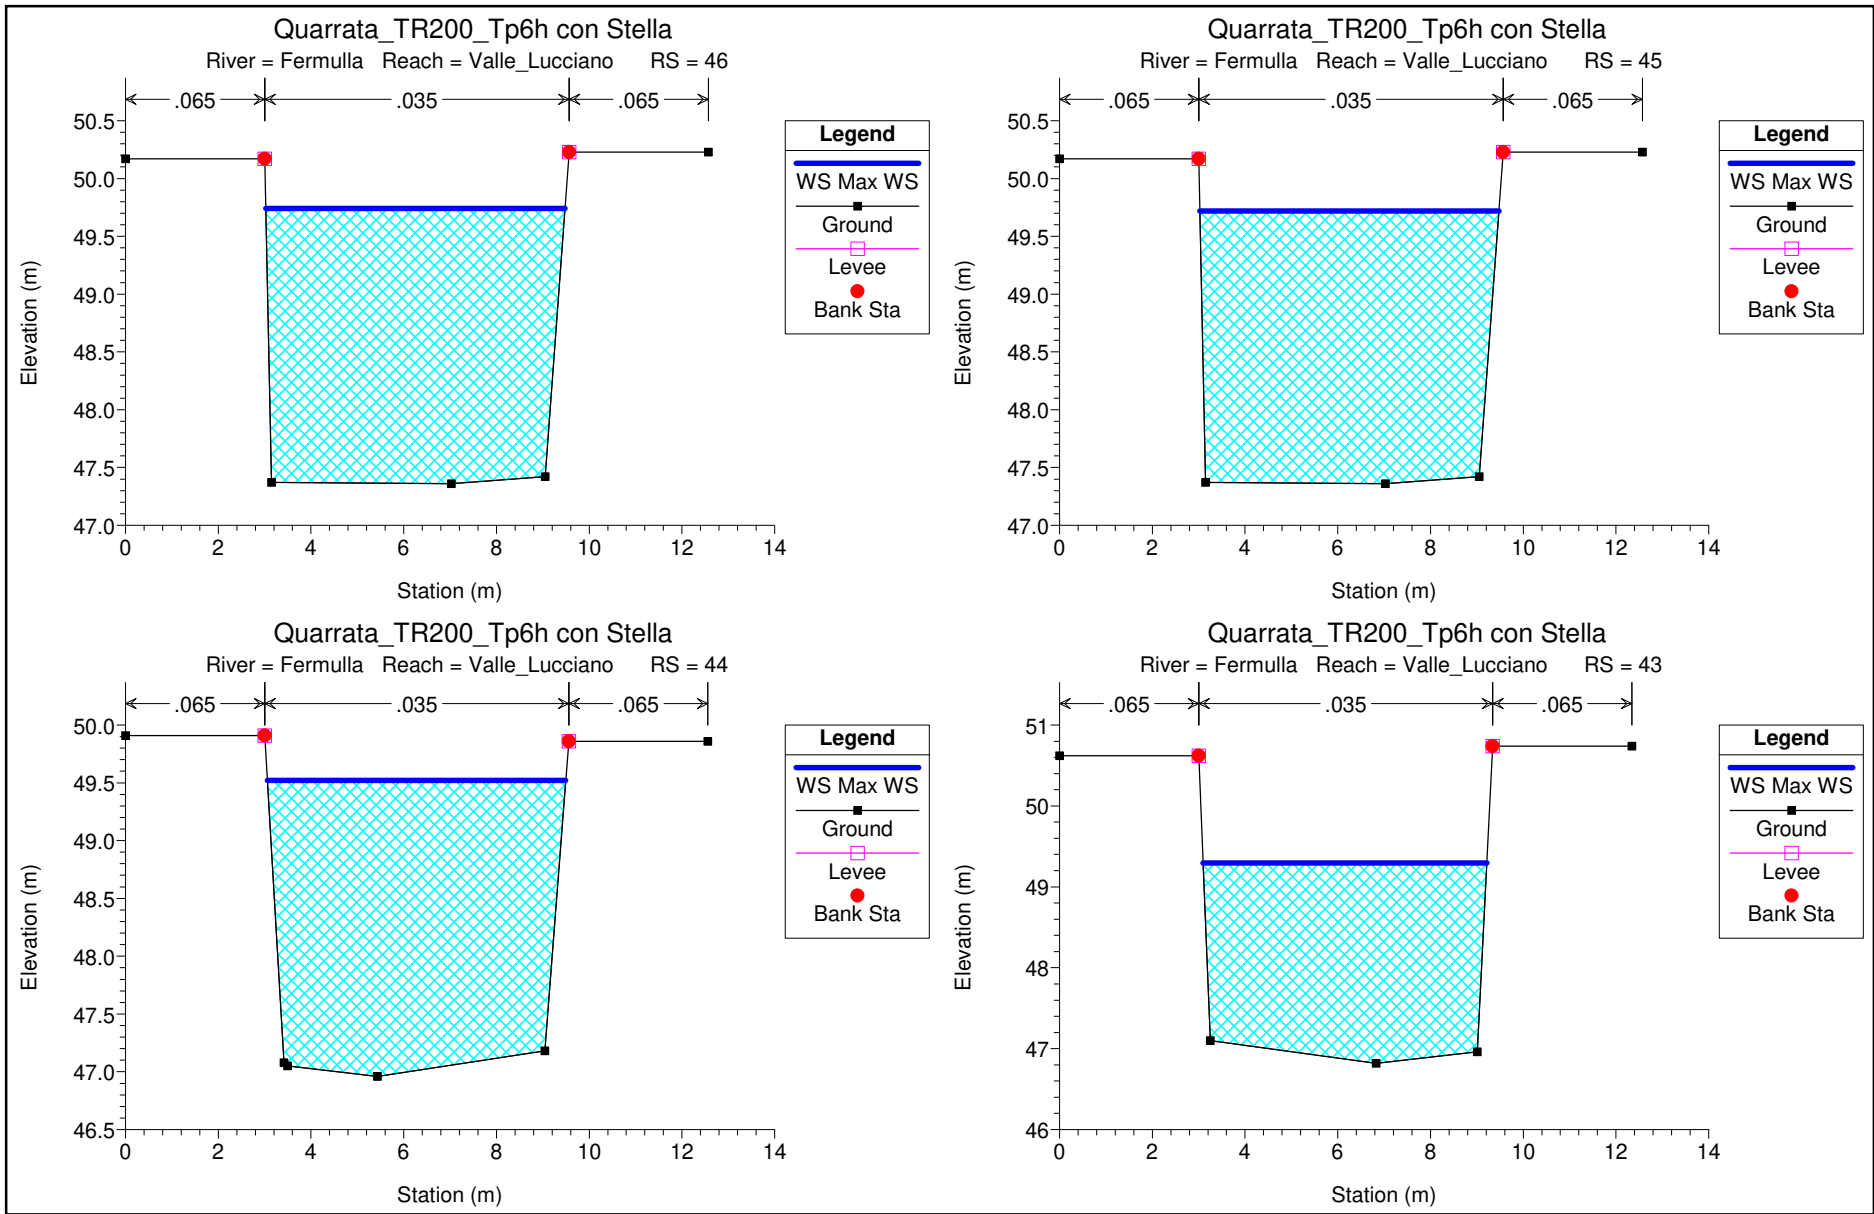 Quarrata_TR200_Tp6h con Stella
River = Fermulla Reach = Valle_Lucciano RS = 46
.065 .035 .065
50.5
50.0
49.5
49.0
48.5
48.0
47.5
47.0
0 2 4 6 8 10 12 14
Station (m)
Elevation (m)
Legend
WS Max WS
Ground
Levee
Bank Sta
Quarrata_TR200_Tp6h con Stella
River = Fermulla Reach = Valle_Lucciano RS = 45
.065 .035 .065
50.5
50.0
49.5
49.0
48.5
48.0
47.5
47.0
0 2 4 6 8 10 12 14
Station (m)
Elevation (m)
Legend
WS Max WS
Ground
Levee
Bank Sta
Quarrata_TR200_Tp6h con Stella
River = Fermulla Reach = Valle_Lucciano RS = 44
.065 .035 .065
50.0
49.5
49.0
48.5
48.0
47.5
47.0
46.5
0 2 4 6 8 10 12 14
Station (m)
Elevation (m)
Legend
WS Max WS
Ground
Levee
Bank Sta
Quarrata_TR200_Tp6h con Stella
River = Fermulla Reach = Valle_Lucciano RS = 43
.065 .035 .065
51
50
49
48
47
46
0 2 4 6 8 10 12 14
Station (m)
Elevation (m)
Legend
WS Max WS
Ground
Levee
Bank Sta